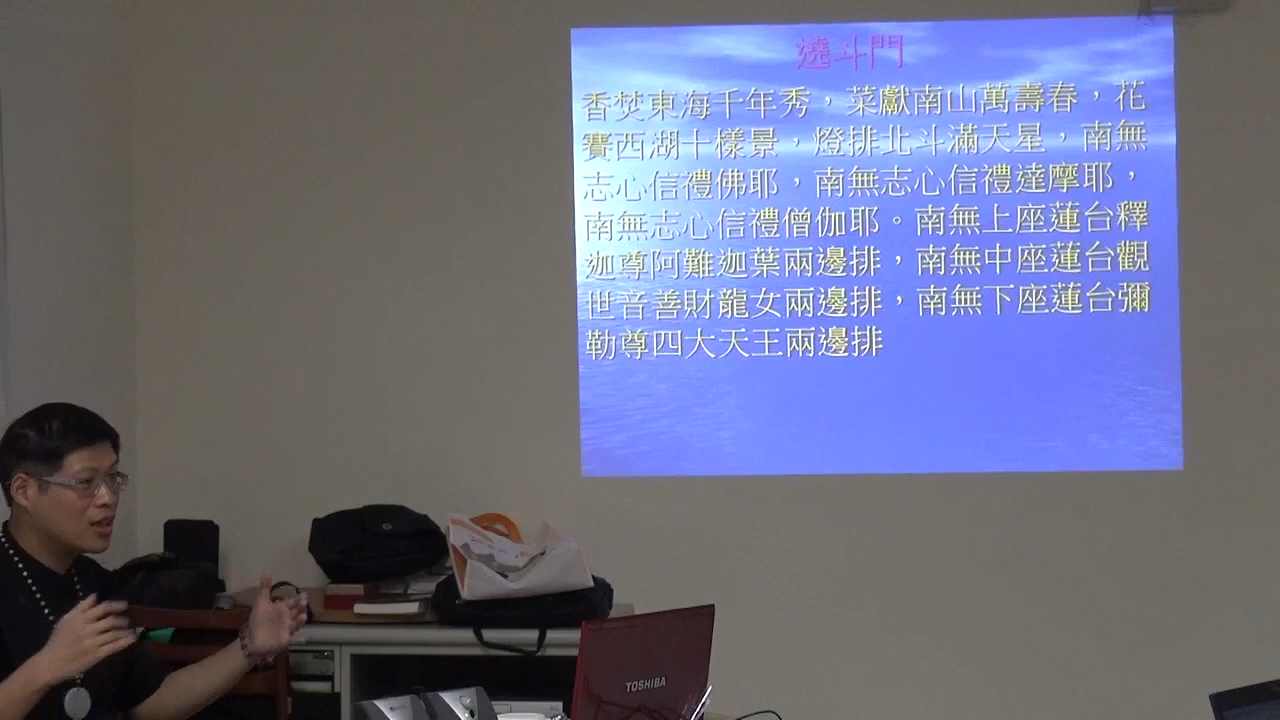 遶斗門
香焚東海千年秀，菜獻南山萬壽春，花
賽西湖十樣景，燈排北斗滿天星，南無
志心信禮佛耶，南無志心信禮達摩耶，
南無志心信禮僧伽耶。南無上座蓮台釋
迦尊阿難迦葉兩邊排，南無中座蓮台觀
世音善財龍女兩邊排，南無下座蓮台彌
勒尊四大天王兩邊排
TOSHIBA